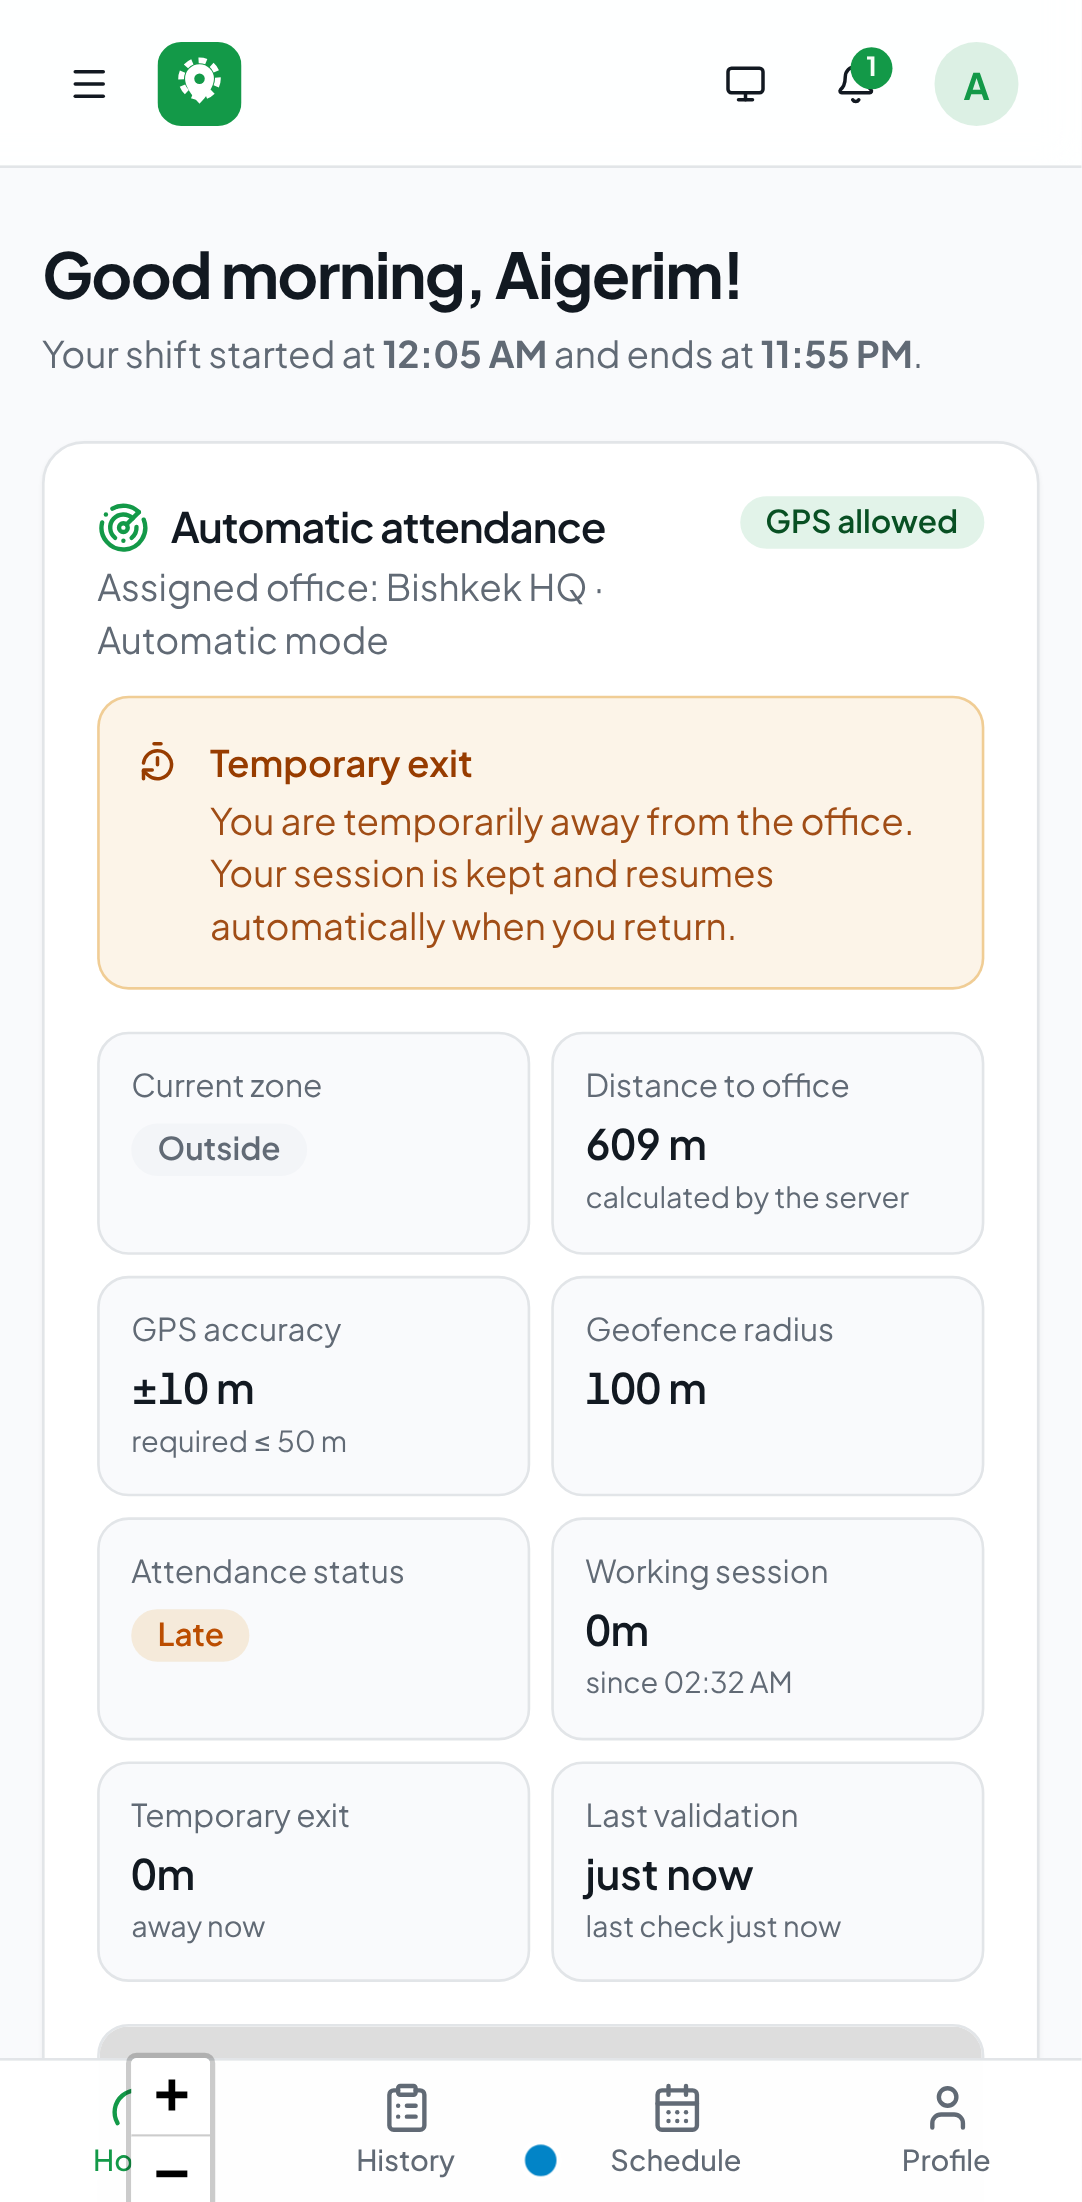 1
A
Good morning, Aigerim!
Your shift started at 12:05 AM and ends at 11:55 PM.
Automatic attendance
GPS allowed
Assigned office: Bishkek HQ ·
Automatic mode
Temporary exit
You are temporarily away from the office.
Your session is kept and resumes
automatically when you return.
Current zone
Outside
Distance to office
609 m
calculated by the server
GPS accuracy
±10 m
required ≤ 50 m
Geofence radius
100 m
Attendance status
Late
Working session
0m
since 02:32 AM
Temporary exit
0m
away now
Last validation
just now
last check just now
+
−
History
Schedule
Profile